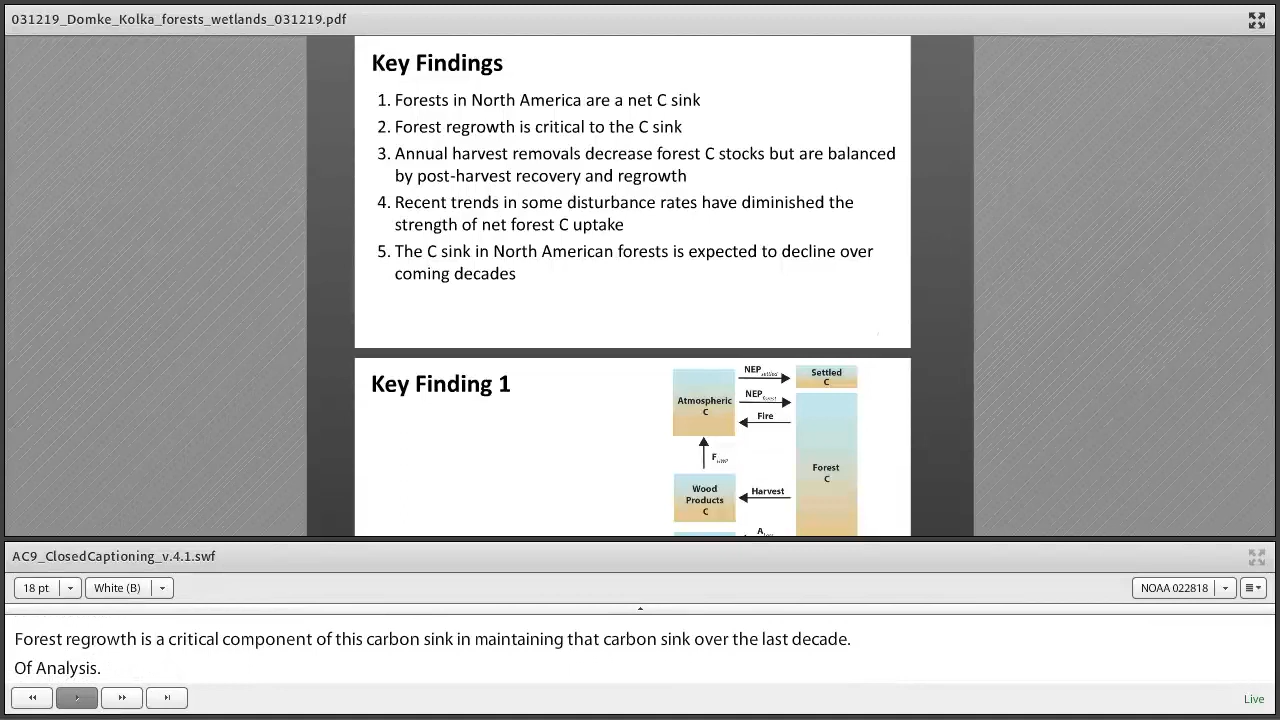 031219_Domke_Kolka_forests_wetlands_031219.pdf
Key Findings
1. Forests in North America are a net C sink
2. Forest regrowth is critical to the C sink
3. Annual harvest removals decrease forest C stocks but are balanced
by post-harvest recovery and regrowth
4. Recent trends in some disturbance rates have diminished the
strength of net forest C uptake
5. The C sink in North American forests is expected to decline over
coming decades
Key Finding 1
NEP settled
Settled
C
Atmospheric
C
NEP forest
Fire
F
Forest
C
Wood
Products
C
Harvest
A
AC9_ClosedCaptioning_v.4.1.swf
18 pt
White (B)
NOAA 022818
Forest regrowth is a critical component of this carbon sink in maintaining that carbon sink over the last decade.
Of Analysis.
Live